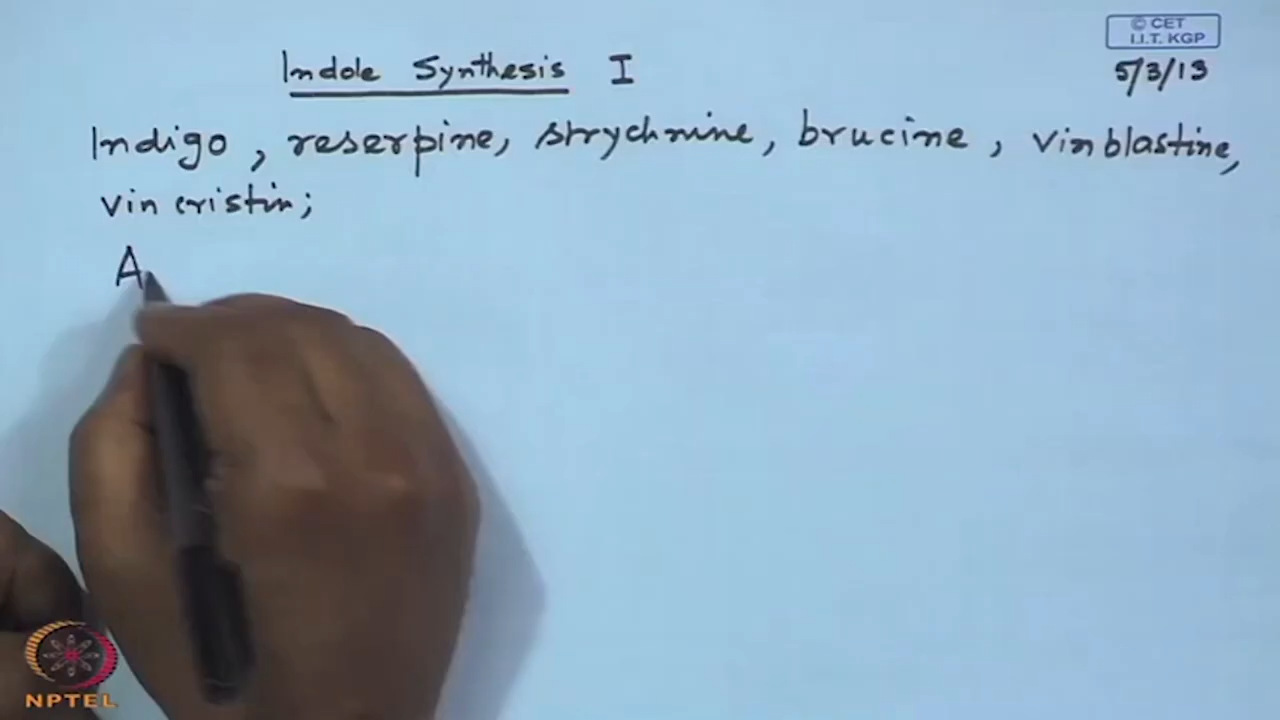 © CET
I.I.T. KGP
Indole Synthesis I
5/3/13
Indigo, reserpine, strychnine, brucine, vinblastine,
vincristin;
A
NPTEL